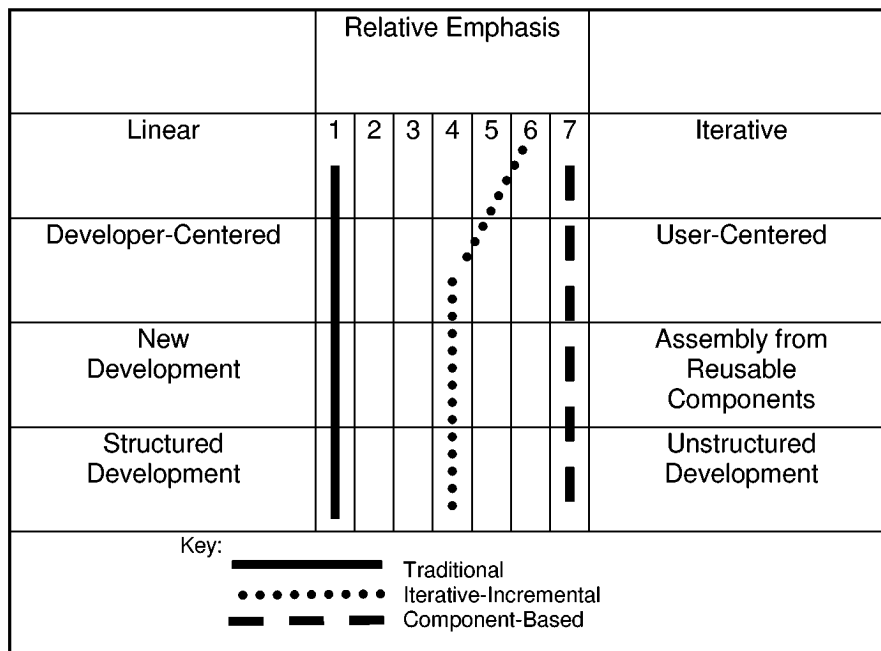 Relative Emphasis
Linear 1 2 3 4 5 6 7 Iterative
Developer-Centered User-Centered
New Assembly from
Development Reusable
Components
Structured Unstructured
Development Development
Key:
Traditional
Iterative-Incremental
Component-Based